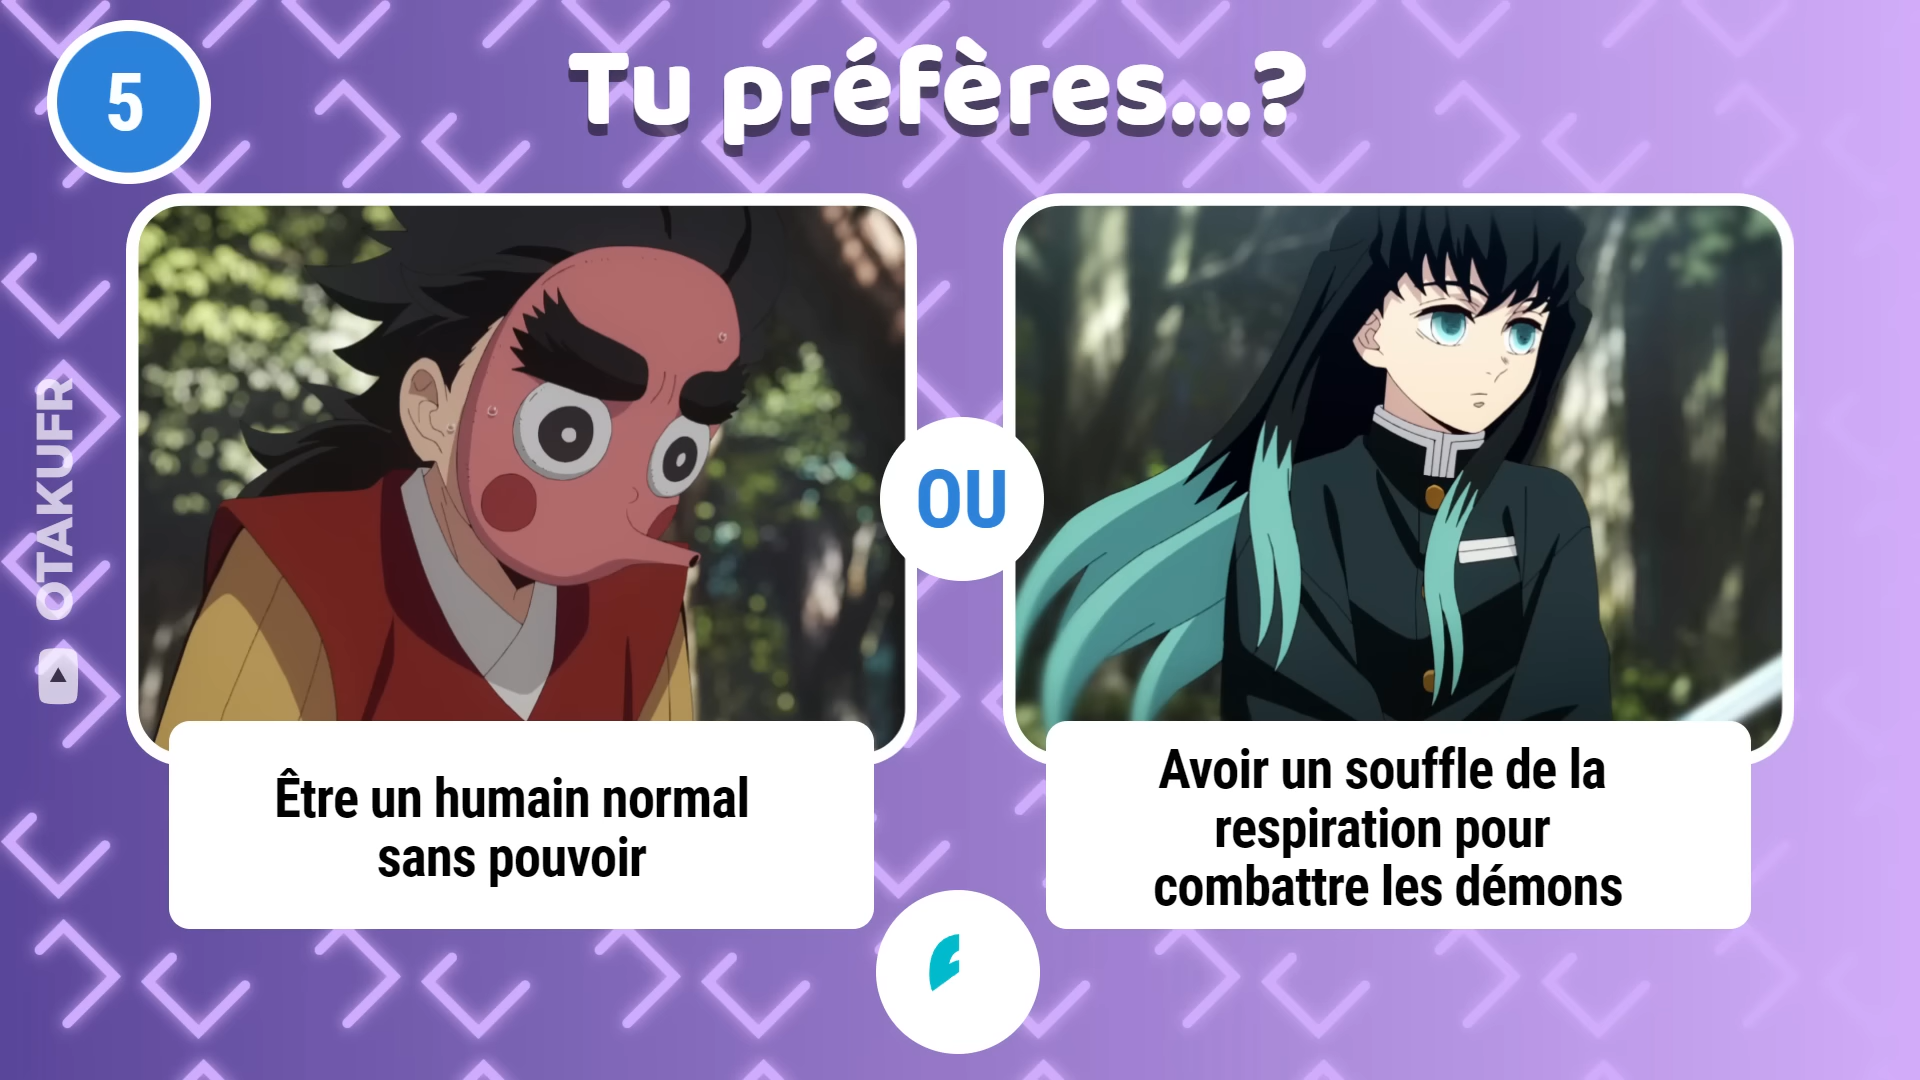 5
Tu préfères...?
OTAKUFR
OU
Être un humain normal
sans pouvoir
Avoir un souffle de la
respiration pour
combattre les démons